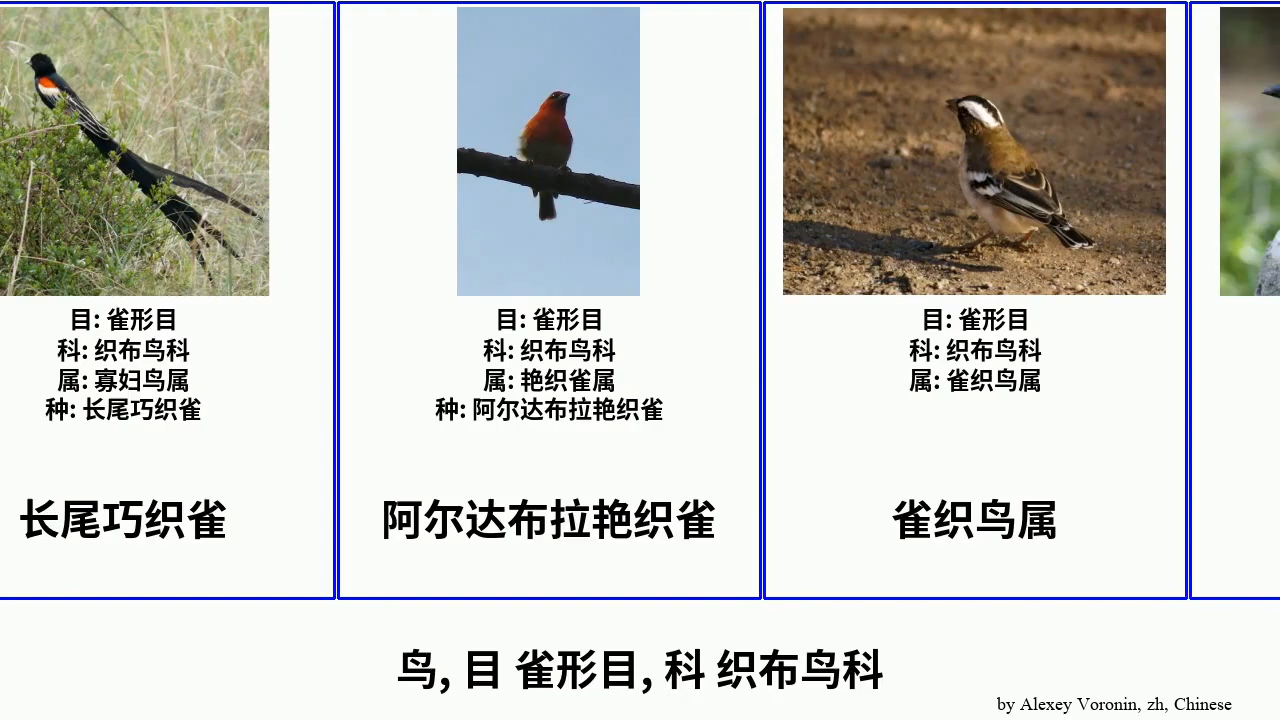 目: 雀形目
科: 织布鸟科
属: 寡妇鸟属
种: 长尾巧织雀
长尾巧织雀
目: 雀形目
科: 织布鸟科
属: 艳织雀属
种: 阿尔达布拉艳织雀
阿尔达布拉艳织雀
目: 雀形目
科: 织布鸟科
属: 雀织鸟属
雀织鸟属
鸟, 目 雀形目, 科 织布鸟科
by Alexey Voronin, zh, Chinese